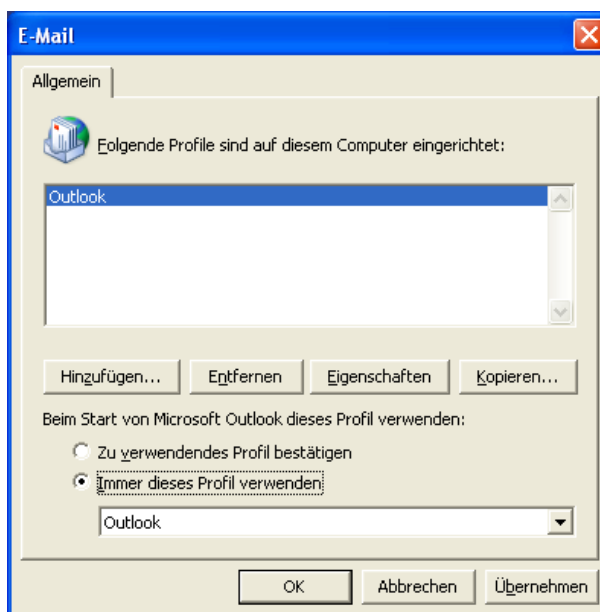 E-Mail
Allgemein
Folgende Profile sind auf diesem Computer eingerichtet:
Outlook
Hinzufügen... Entfernen Eigenschaften Kopieren...
Beim Start von Microsoft Outlook dieses Profil verwenden:
Zu verwendendes Profil bestätigen
Immer dieses Profil verwenden
Outlook
OK Abbrechen Übernehmen